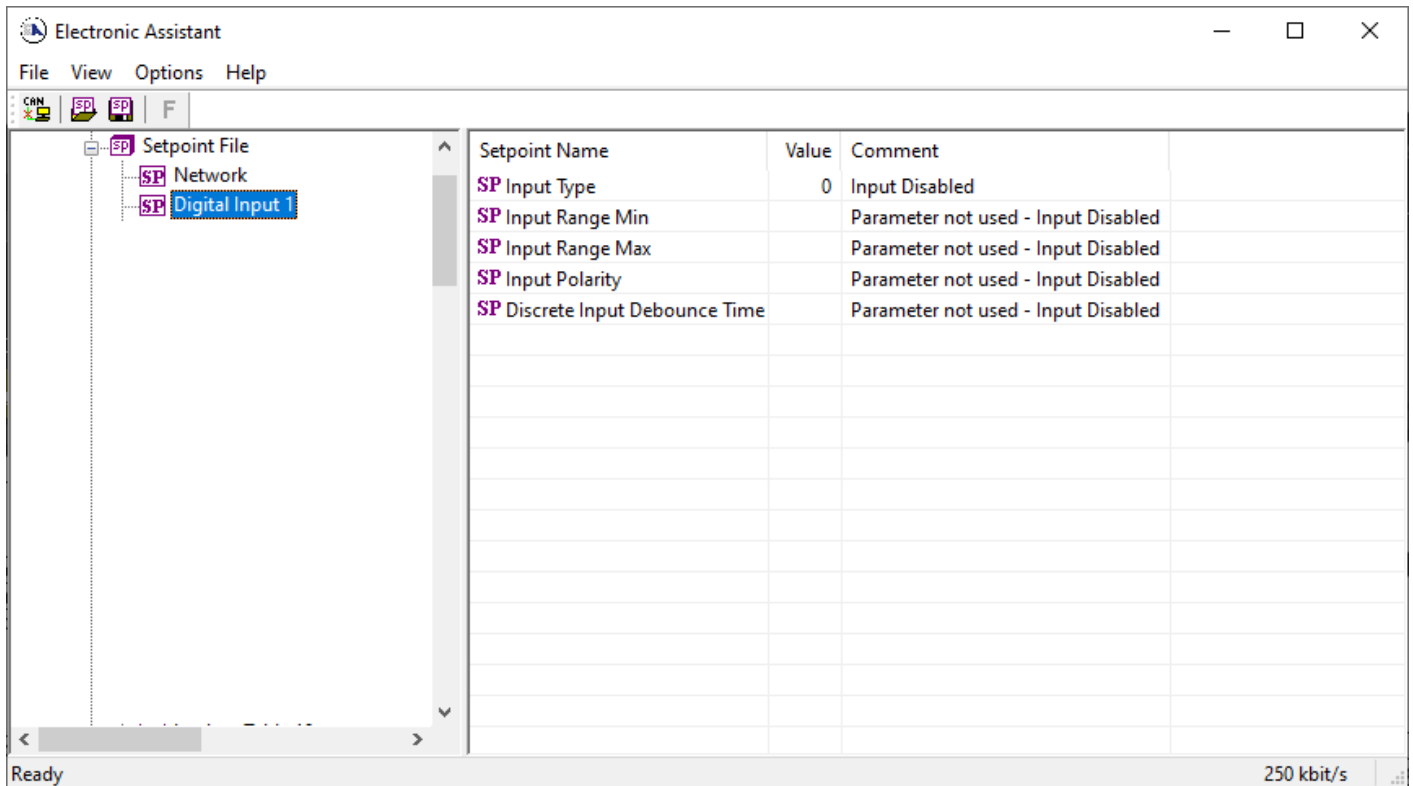 Electronic Assistant
File View Options Help
CAN SP SP F
Setpoint File
SP Network
SP Digital Input 1
Setpoint Name Value Comment
SP Input Type 0 Input Disabled
SP Input Range Min Parameter not used - Input Disabled
SP Input Range Max Parameter not used - Input Disabled
SP Input Polarity Parameter not used - Input Disabled
SP Discrete Input Debounce Time Parameter not used - Input Disabled
Ready 250 kbit/s